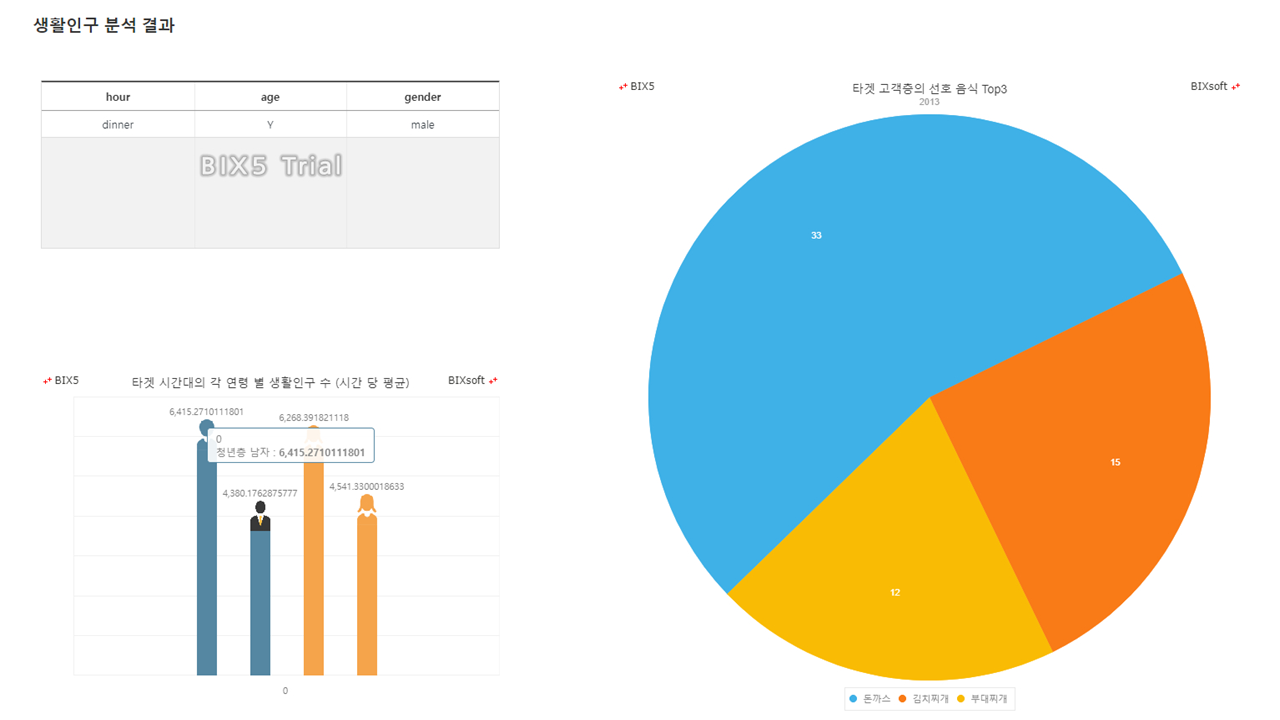 생활인구 분석 결과
hour age gender
dinner Y male
BIX5 Trial
BIX5 타겟 시간대의 각 연령 별 생활인구 수 (시간 당 평균) BIXsoft
6,415.2710111801
6,268.391821118
0
청년층 남자 : 6,415.2710111801
4,380.1762875777
4,541.3300018633
0
BIX5 타겟 고객층의 선호 음식 Top3 BIXsoft
2013
33
15
12
돈까스 김치찌개 부대찌개